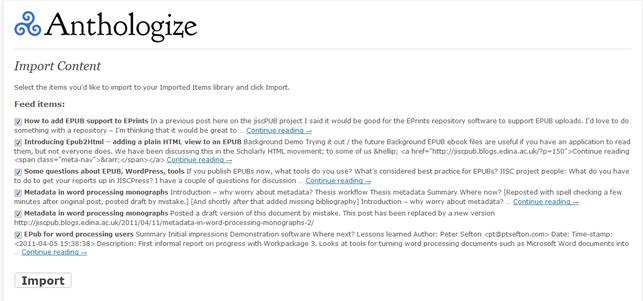 Anthologize
Import Content
Select the items you'd like to import to your Imported Items library and click Import.
Feed items:
How to add EPUB support to EPrints In a previous post here on the jiscPUB project I said it would be good for the EPrints repository software to support EPUB uploads. I'd love to do
something with a repository – I'm thinking that it would be great to ... Continue reading →
Introducing Epub2Html – adding a plain HTML view to an EPUB Background Demo Trying it out / the future Background EPUB ebook files are useful if you have an application to read
them, but not everyone does. We have been discussing this in the Scholarly HTML movement; to some of us &hellip; <a href="http://jiscpub.blogs.edina.ac.uk/?p=150">Continue reading
<span class="meta-nav">&rarr;</span></a> Continue reading →
Some questions about EPUB, WordPress, tools If you publish EPUBs now, what tools do you use? What's considered best practice for EPUBs? JISC project people: What do you have
to do to get your reports up in JISCPress? I have a couple of questions for discussion ... Continue reading →
Metadata in word processing monographs Introduction – why worry about metadata? Thesis workflow Thesis metadata Summary Where now? [Reposted with spell checking a few
minutes after original post, posted draft by mistake.] [And shortly after that added missing bibliography] Introduction – why worry about metadata? ... Continue reading →
Metadata in word processing monographs Posted a draft version of this document by mistake. This post has been replaced by a new version
http://jiscpub.blogs.edina.ac.uk/2011/04/11/metadata-in-word-processing-monographs-2/
EPub for word processing users Summary Initial impressions Demonstration software Where next? Lessons learned Author: Peter Sefton <pt@ptsefton.com> Date: Time-stamp:
<2011-04-05 15:38:38> Description: First informal report on progress with Workpackage 3. Looks at tools for turning word processing documents such as Microsoft Word documents into
... Continue reading →
Import